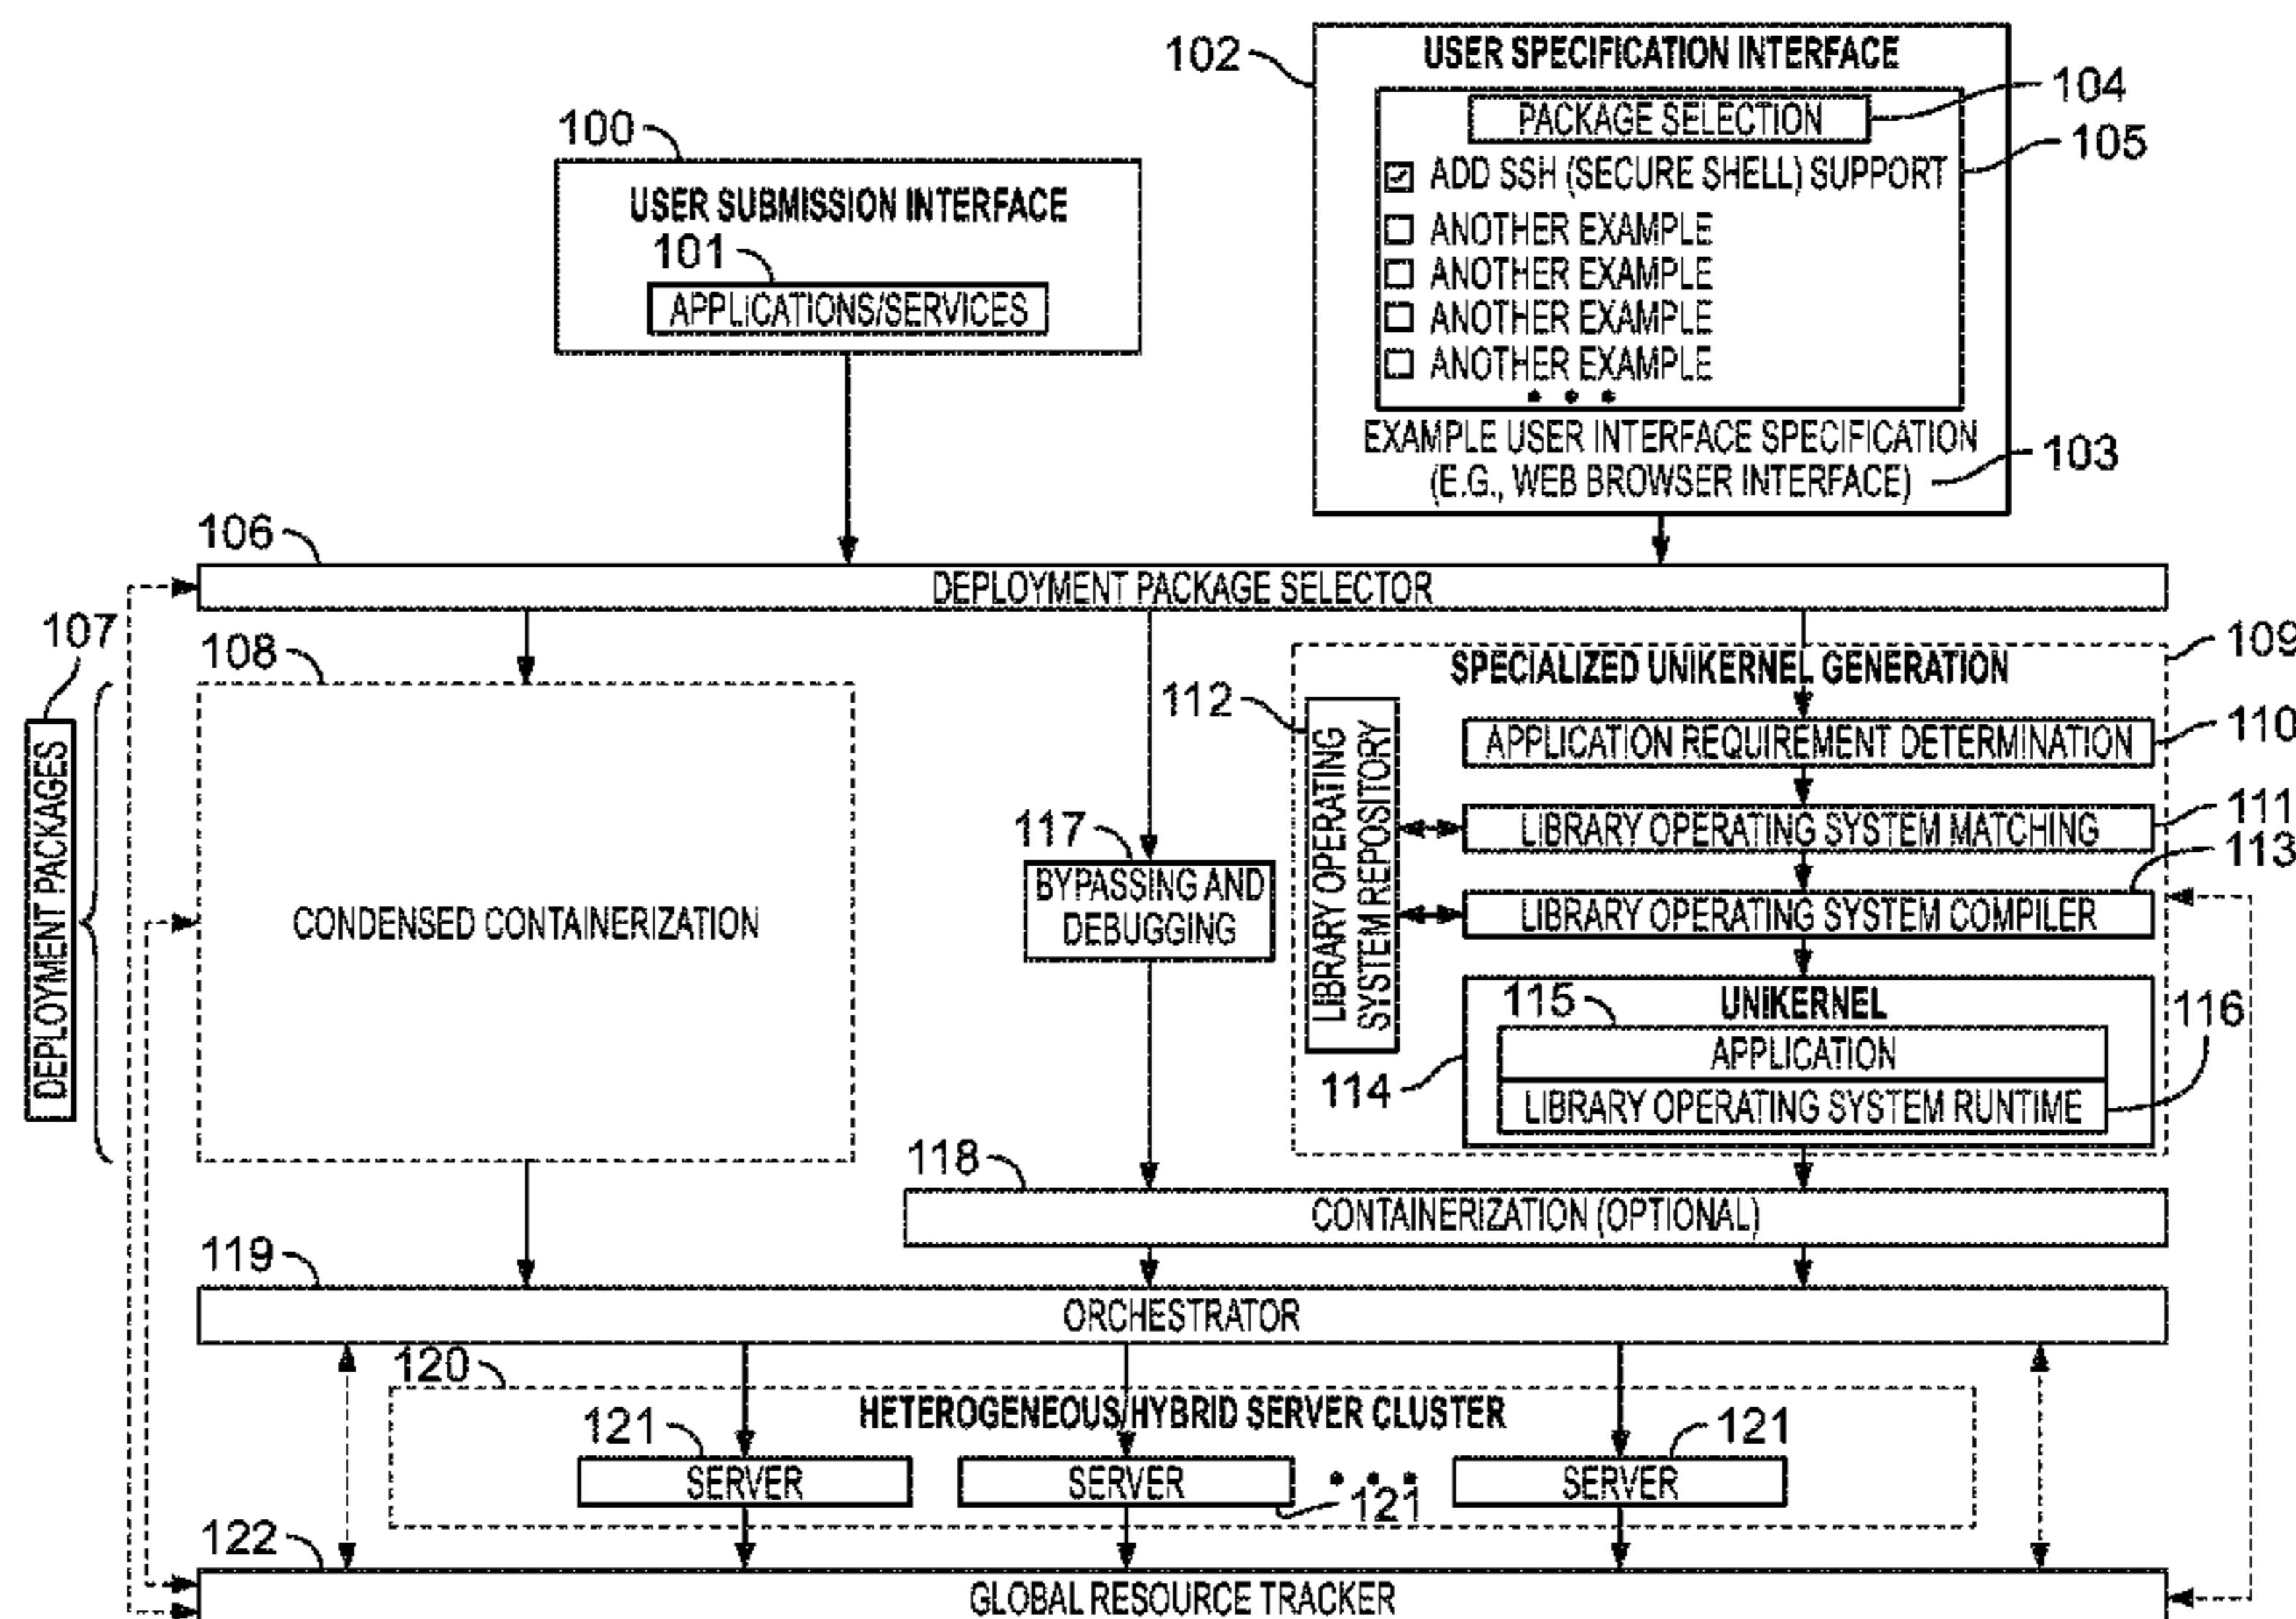 102
USER SPECIFICATION INTERFACE
104
PACKAGE SELECTION
105
ADD SSH (SECURE SHELL) SUPPORT
ANOTHER EXAMPLE
ANOTHER EXAMPLE
ANOTHER EXAMPLE
ANOTHER EXAMPLE
• • •
EXAMPLE USER INTERFACE SPECIFICATION
(E.G., WEB BROWSER INTERFACE)
103
100
USER SUBMISSION INTERFACE
101
APPLICATIONS/SERVICES
106
DEPLOYMENT PACKAGE SELECTOR
107
DEPLOYMENT PACKAGES
108
CONDENSED CONTAINERIZATION
117
BYPASSING AND
DEBUGGING
109
SPECIALIZED UNIKERNEL GENERATION
112
LIBRARY OPERATING
SYSTEM REPOSITORY
APPLICATION REQUIREMENT DETERMINATION
110
LIBRARY OPERATING SYSTEM MATCHING
111
113
LIBRARY OPERATING SYSTEM COMPILER
114
UNIKERNEL
115
116
APPLICATION
LIBRARY OPERATING SYSTEM RUNTIME
118
CONTAINERIZATION (OPTIONAL)
119
ORCHESTRATOR
120
HETEROGENEOUS/HYBRID SERVER CLUSTER
121
SERVER
SERVER
121
• • •
121
SERVER
122
GLOBAL RESOURCE TRACKER